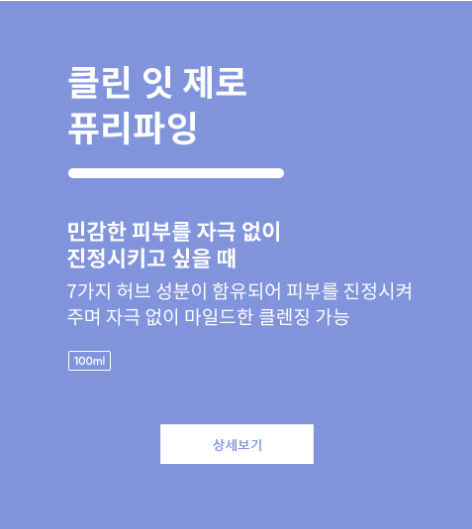 클린 잇 제로
퓨리파잉
민감한 피부를 자극 없이
진정시키고 싶을 때
7가지 허브 성분이 함유되어 피부를 진정시켜
주며 자극 없이 마일드한 클렌징 가능
100ml
상세보기